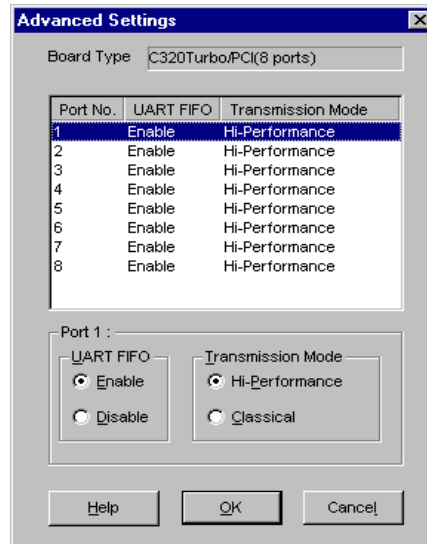 Advanced Settings
Board Type C320Turbo/PCI(8 ports)
Port No. UART FIFO Transmission Mode
1 Enable Hi-Performance
2 Enable Hi-Performance
3 Enable Hi-Performance
4 Enable Hi-Performance
5 Enable Hi-Performance
6 Enable Hi-Performance
7 Enable Hi-Performance
8 Enable Hi-Performance
Port 1 :
UART FIFO Transmission Mode
Enable Hi-Performance
Disable Classical
Help OK Cancel